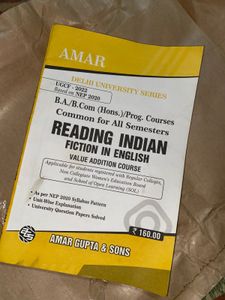 AMAR
DELHI UNIVERSITY SERIES
UGCF - 2022
Based on NEP 2020
B.A./B.Com (Hons.)/Prog. Courses
Common for All Semesters
READING INDIAN
FICTION IN ENGLISH
VALUE ADDITION COURSE
Applicable for students registered with Regular Colleges,
Non Collegiate Women's Education Board
and School of Open Learning (SOL)
• As per NEP 2020 Syllabus Pattern
• Unit-Wise Explanation
• University Question Papers Solved
₹ 160.00
AMAR GUPTA & SONS